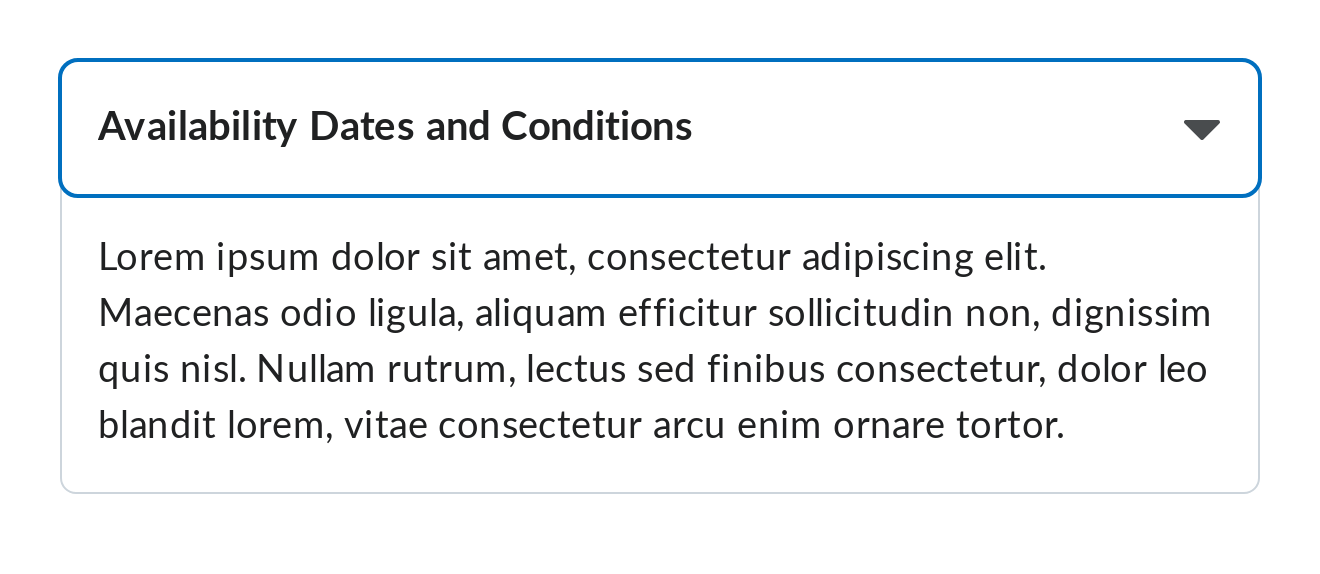 Availability Dates and Conditions
Lorem ipsum dolor sit amet, consectetur adipiscing elit.
Maecenas odio ligula, aliquam efficitur sollicitudin non, dignissim
quis nisl. Nullam rutrum, lectus sed finibus consectetur, dolor leo
blandit lorem, vitae consectetur arcu enim ornare tortor.